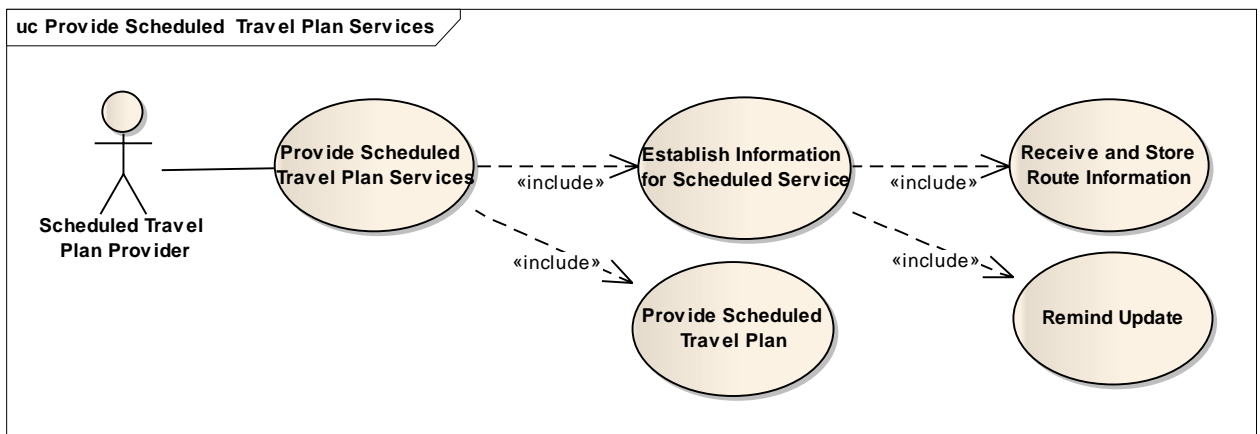 uc Provide Scheduled Travel Plan Services
Scheduled Travel
Plan Provider
Provide Scheduled
Travel Plan Services
«include»
«include»
Establish Information
for Scheduled Service
Provide Scheduled
Travel Plan
«include»
«include»
Receive and Store
Route Information
Remind Update